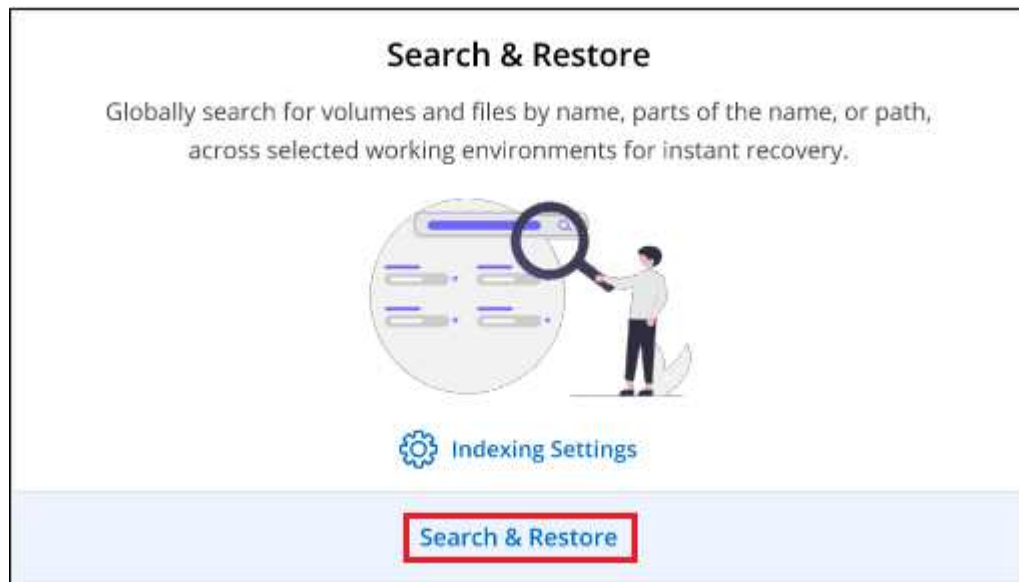 Search & Restore
Globally search for volumes and files by name, parts of the name, or path,
across selected working environments for instant recovery.
Indexing Settings
Search & Restore